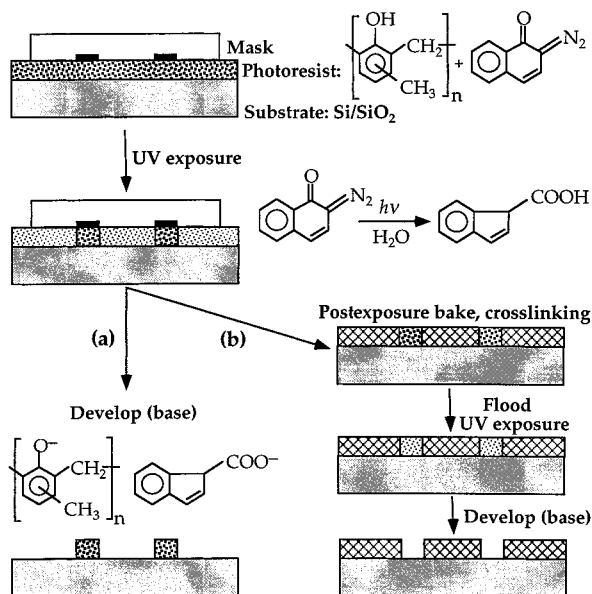 Mask
Photoresist:
OH
CH₂
CH₃
n
+
O
N₂
Substrate: Si/SiO₂
UV exposure
O
N₂
hν
H₂O
COOH
(a)
(b)
Postexposure bake, crosslinking
Develop (base)
O⁻
CH₂
CH₃
n
COO⁻
Flood
UV exposure
Develop (base)